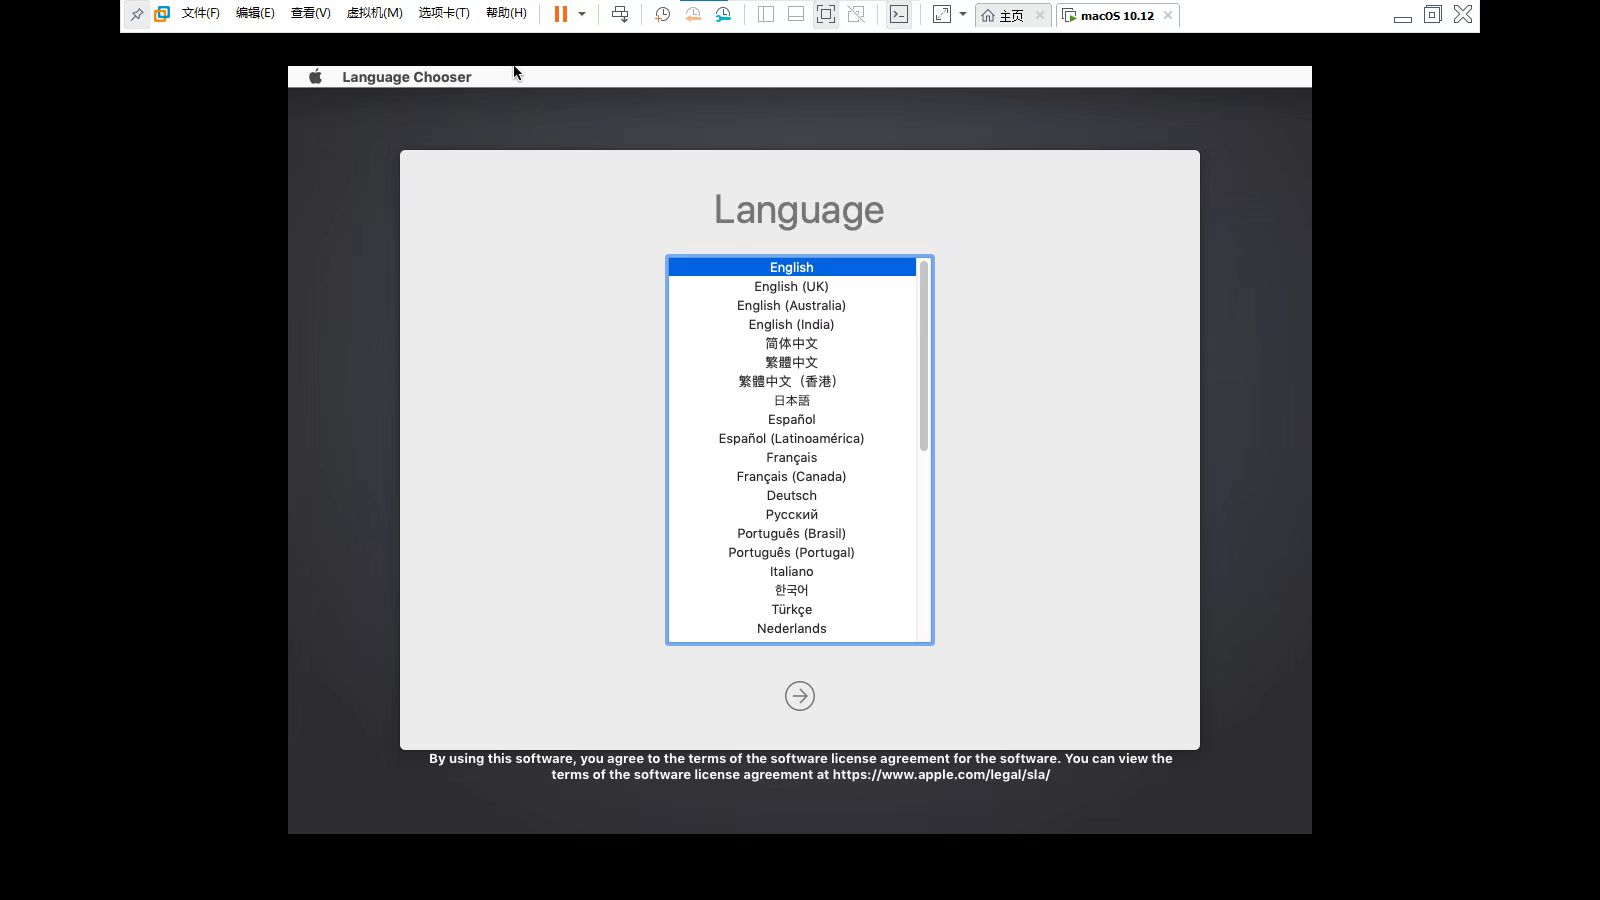 文件(F) 编辑(E) 查看(V) 虚拟机(M) 选项卡(T) 帮助(H) 主页 macOS 10.12
Language Chooser
Language
English
English (UK)
English (Australia)
English (India)
简体中文
繁體中文
繁體中文（香港）
日本語
Español
Español (Latinoamérica)
Français
Français (Canada)
Deutsch
Русский
Português (Brasil)
Português (Portugal)
Italiano
한국어
Türkçe
Nederlands
By using this software, you agree to the terms of the software license agreement for the software. You can view the
terms of the software license agreement at https://www.apple.com/legal/sla/